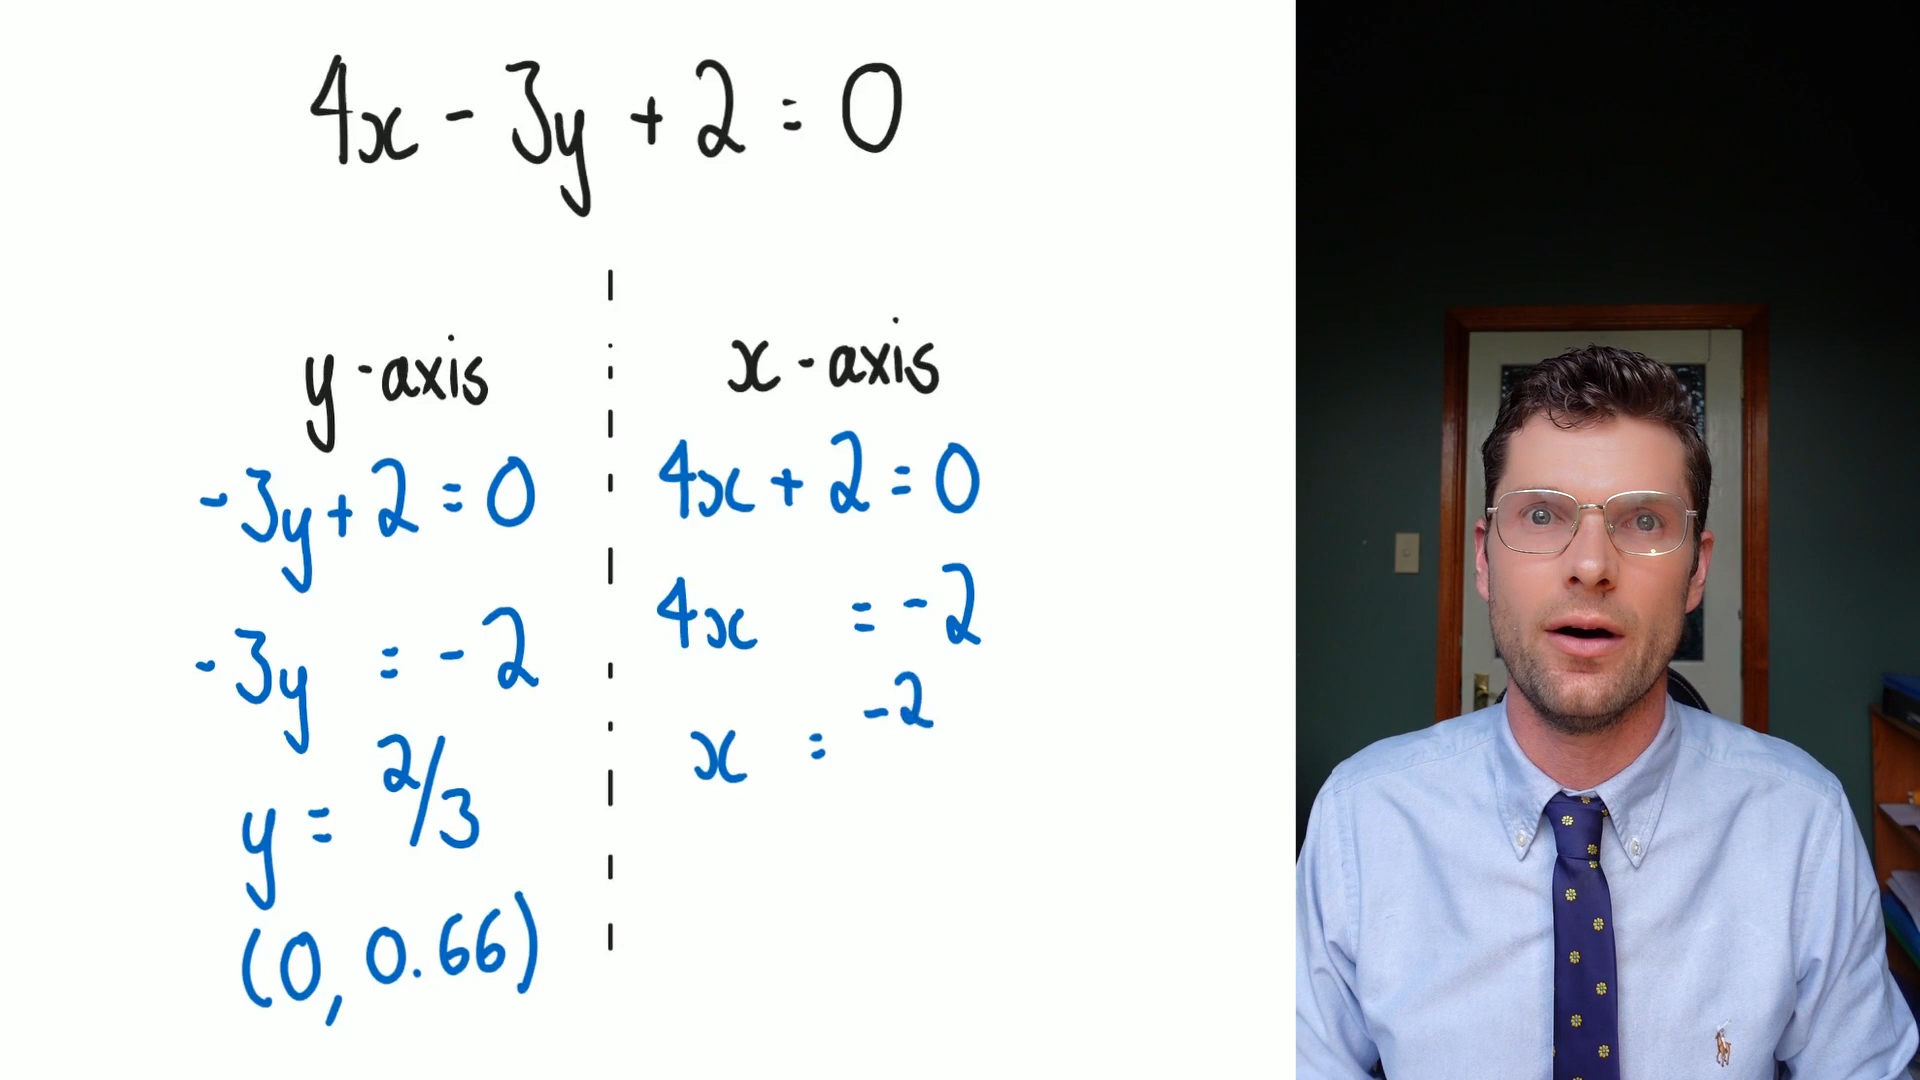 4x - 3y + 2 = 0
y-axis
-3y + 2 = 0
-3y = -2
y = 2/3
(0, 0.66)
x-axis
4x + 2 = 0
4x = -2
x = -2